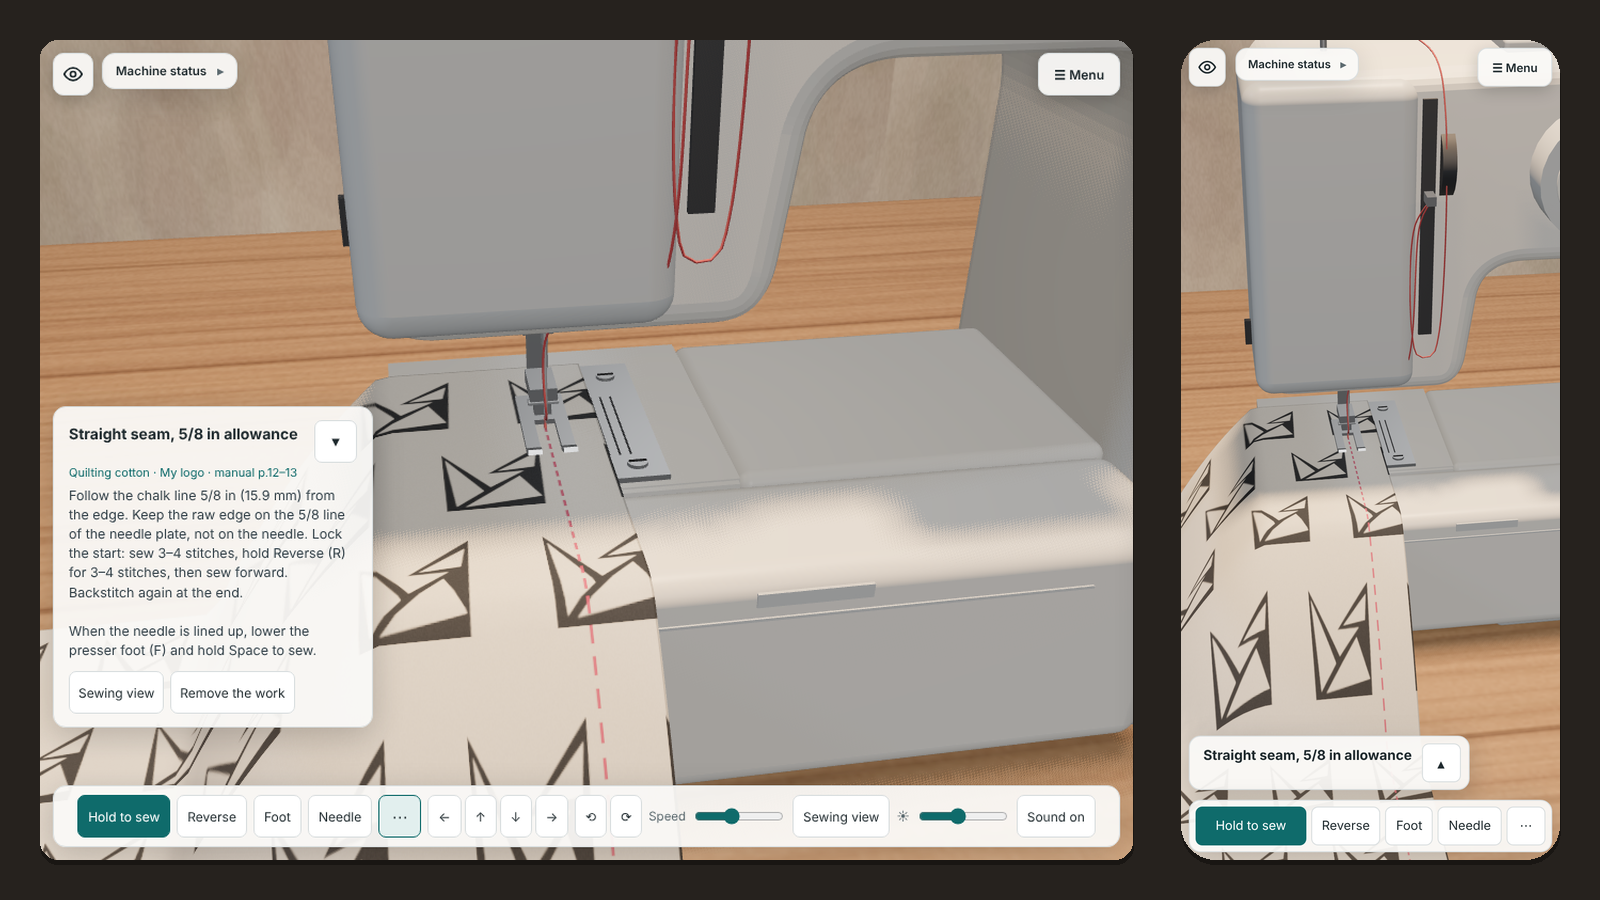 Machine status ▸
☰ Menu
Straight seam, 5/8 in allowance
▼
Quilting cotton · My logo · manual p.12–13
Follow the chalk line 5/8 in (15.9 mm) from
the edge. Keep the raw edge on the 5/8 line
of the needle plate, not on the needle. Lock
the start: sew 3–4 stitches, hold Reverse (R)
for 3–4 stitches, then sew forward.
Backstitch again at the end.
When the needle is lined up, lower the
presser foot (F) and hold Space to sew.
Sewing view
Remove the work
Hold to sew
Reverse
Foot
Needle
⋯
←
↑
↓
→
⟲
⟳
Speed
Sewing view
☀
Sound on
Machine status ▸
☰ Menu
Straight seam, 5/8 in allowance
▲
Hold to sew
Reverse
Foot
Needle
⋯